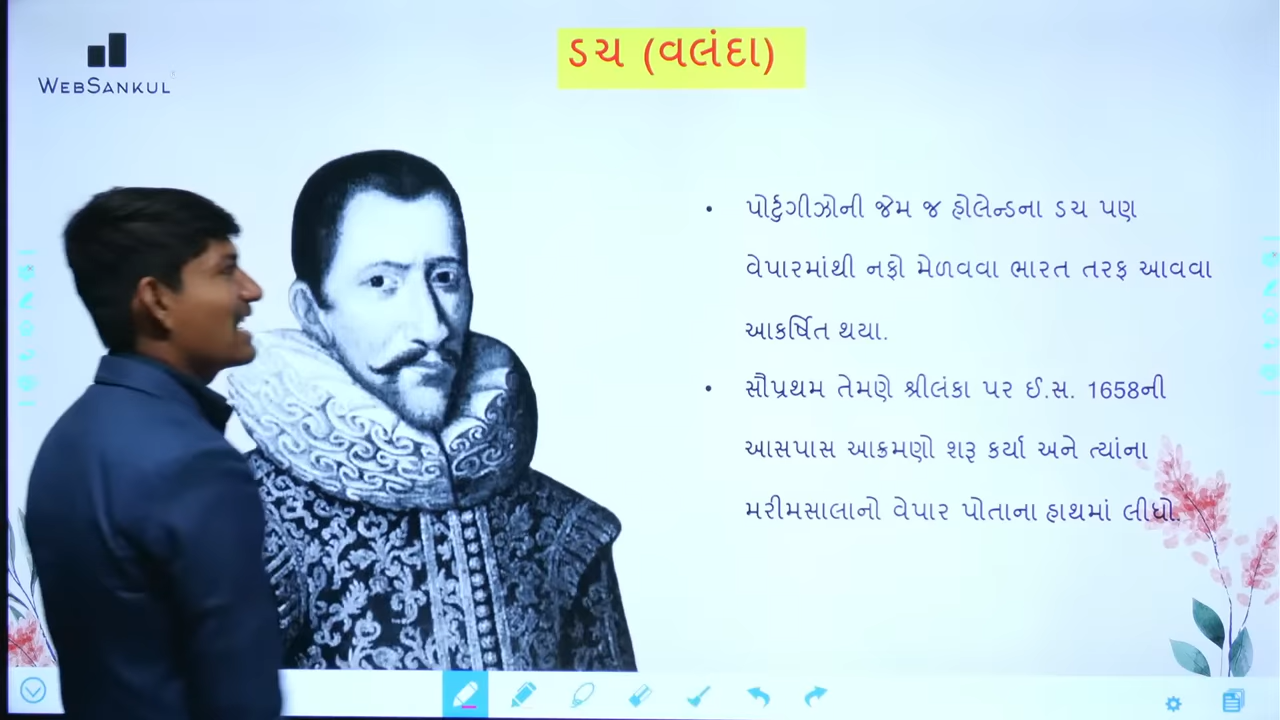 WEBSANKUL
ડચ (વલંદા)
• પોર્ટુગીઝોની જેમ જ હોલેન્ડના ડચ પણ
વેપારમાંથી નફો મેળવવા ભારત તરફ આવવા
આકર્ષિત થયા.
• સૌપ્રથમ તેમણે શ્રીલંકા પર ઈ.સ. 1658ની
આસપાસ આક્રમણો શરૂ કર્યા અને ત્યાંના
મરીમસાલાનો વેપાર પોતાના હાથમાં લીધો.